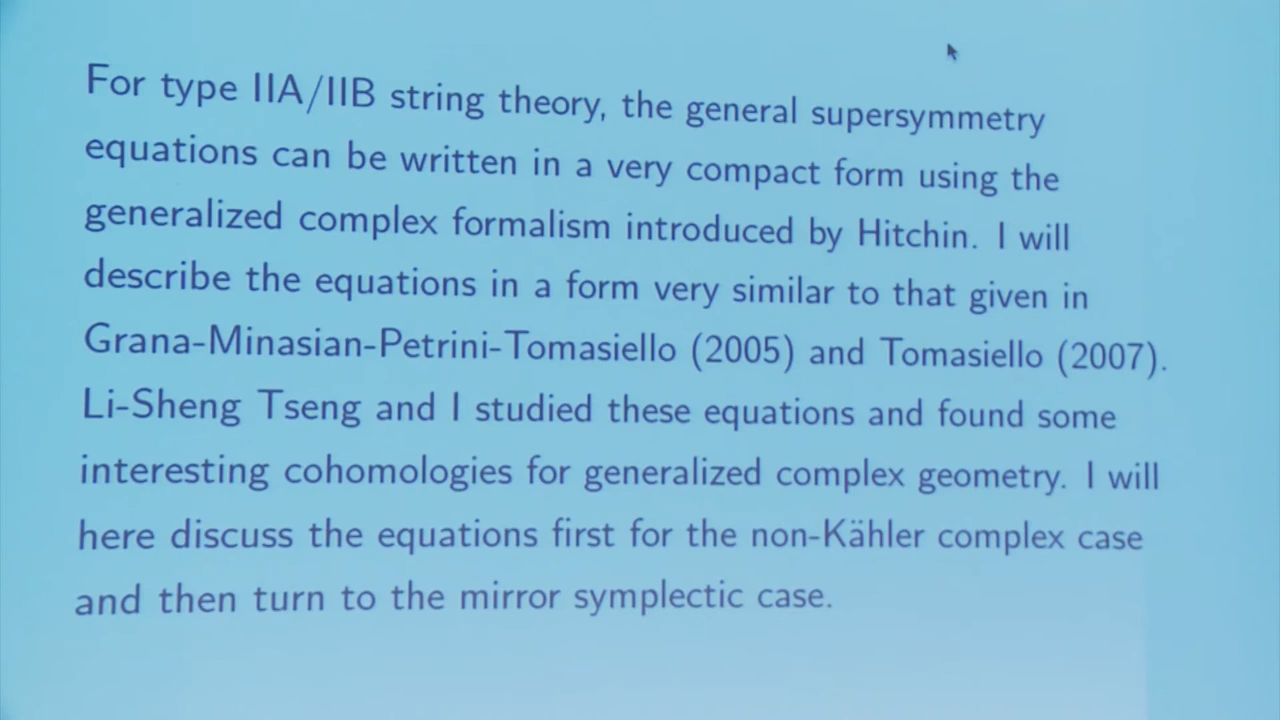 For type IIA/IIB string theory, the general supersymmetry
equations can be written in a very compact form using the
generalized complex formalism introduced by Hitchin. I will
describe the equations in a form very similar to that given in
Grana-Minasian-Petrini-Tomasiello (2005) and Tomasiello (2007).
Li-Sheng Tseng and I studied these equations and found some
interesting cohomologies for generalized complex geometry. I will
here discuss the equations first for the non-Kähler complex case
and then turn to the mirror symplectic case.